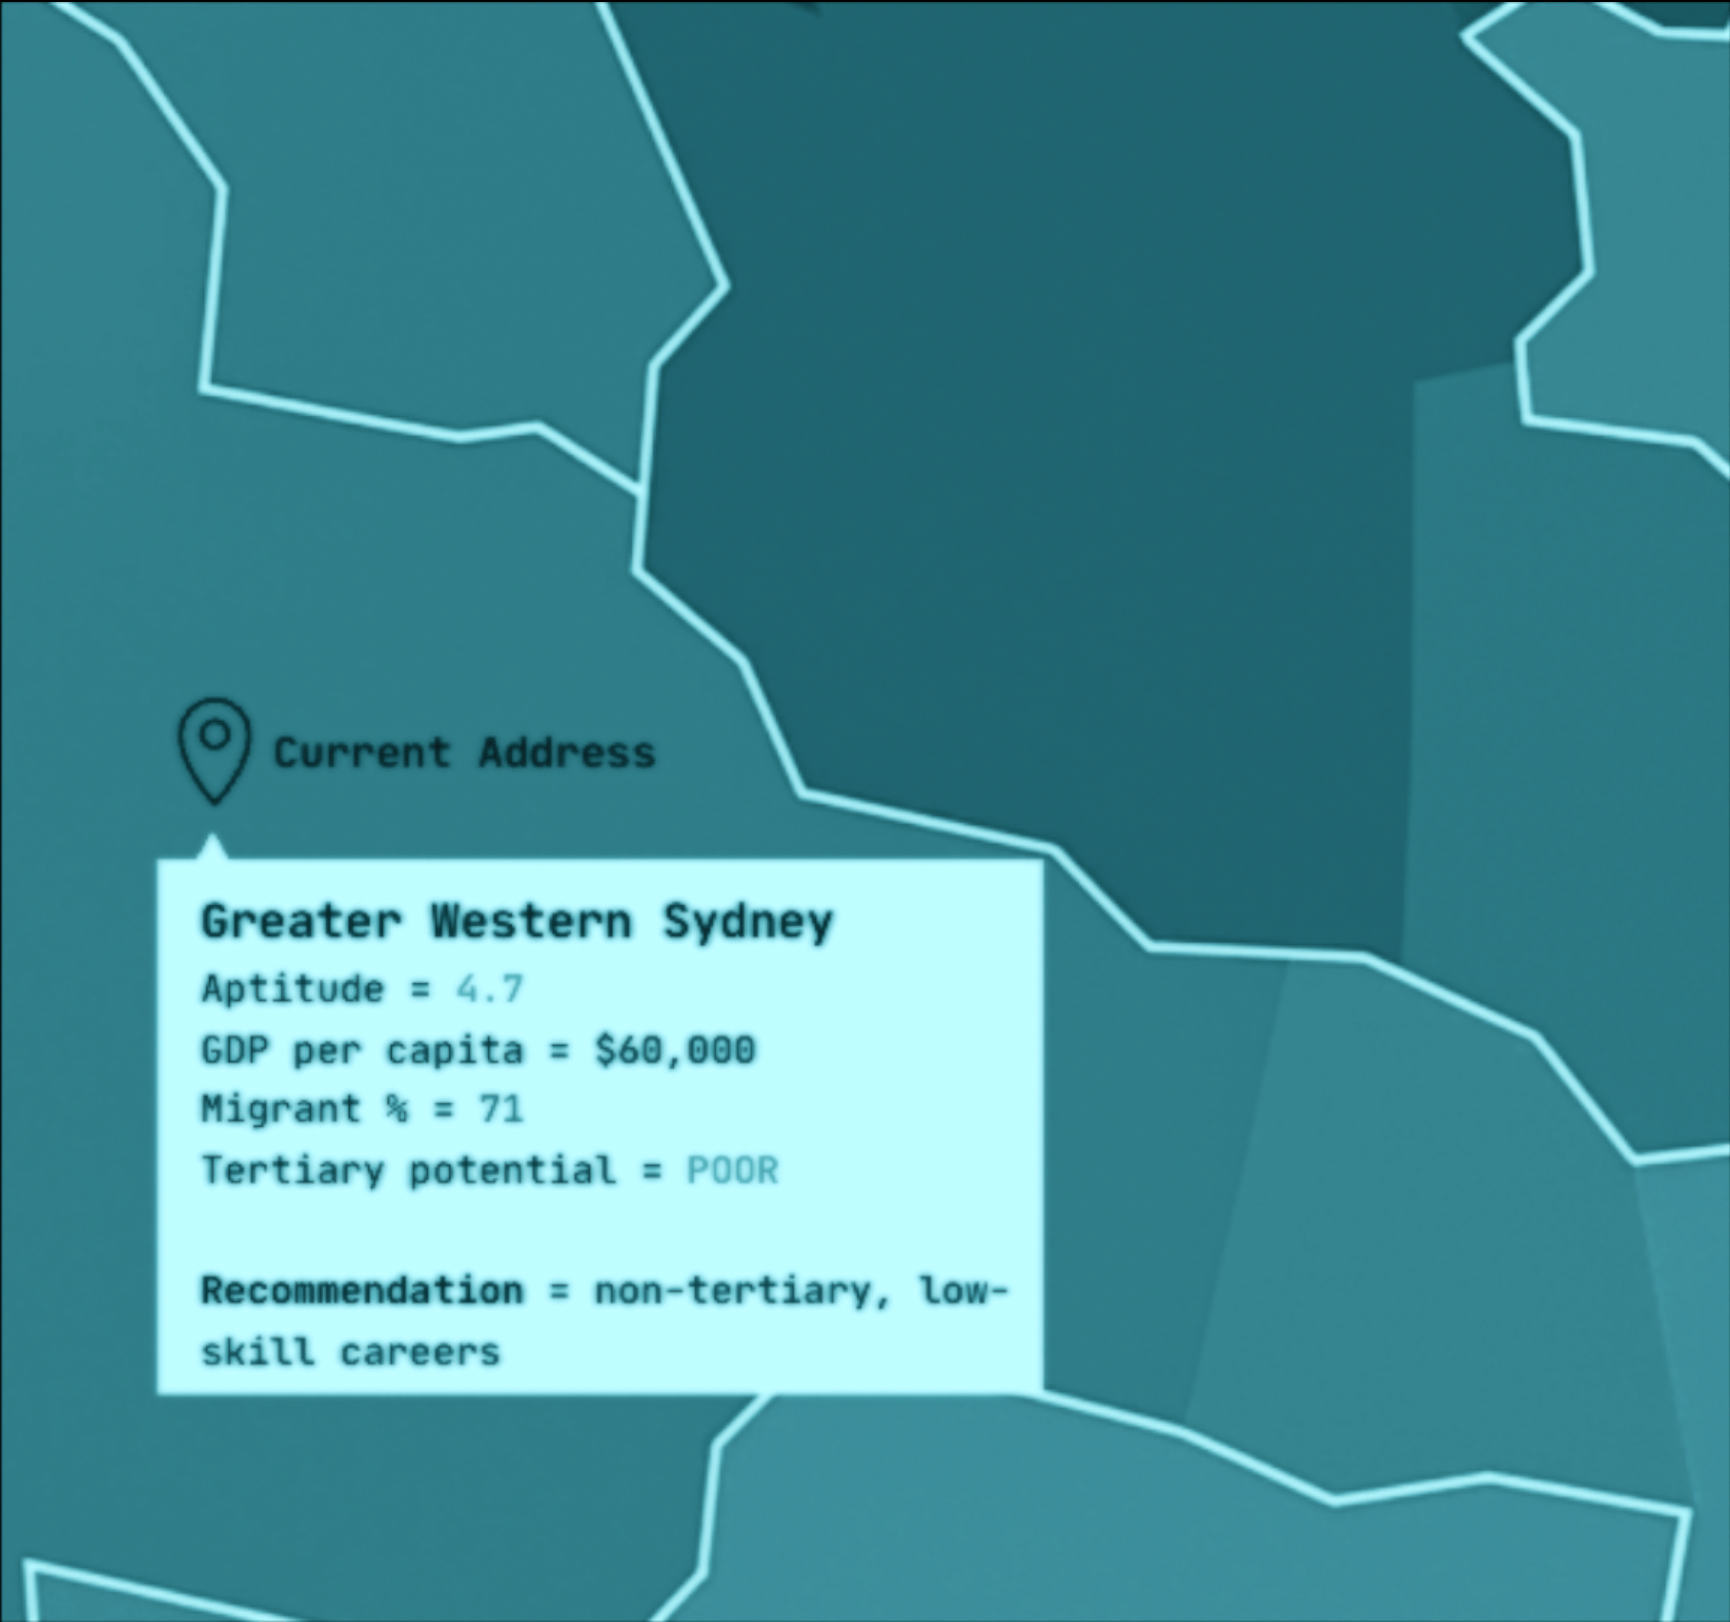 Current Address
Greater Western Sydney
Aptitude = 4.7
GDP per capita = $60,000
Migrant % = 71
Tertiary potential = POOR
Recommendation = non-tertiary, low-
skill careers